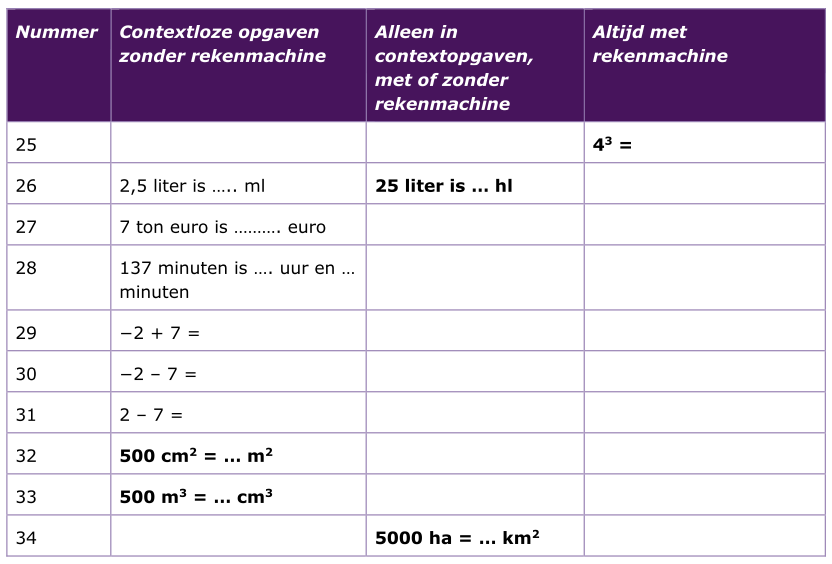 Nummer
Contextloze opgaven
zonder rekenmachine
Alleen in
contextopgaven,
met of zonder
rekenmachine
Altijd met
rekenmachine
25
4³ =
26
2,5 liter is ….. ml
25 liter is … hl
27
7 ton euro is ………. euro
28
137 minuten is …. uur en …
minuten
29
−2 + 7 =
30
−2 – 7 =
31
2 – 7 =
32
500 cm² = … m²
33
500 m³ = … cm³
34
5000 ha = … km²